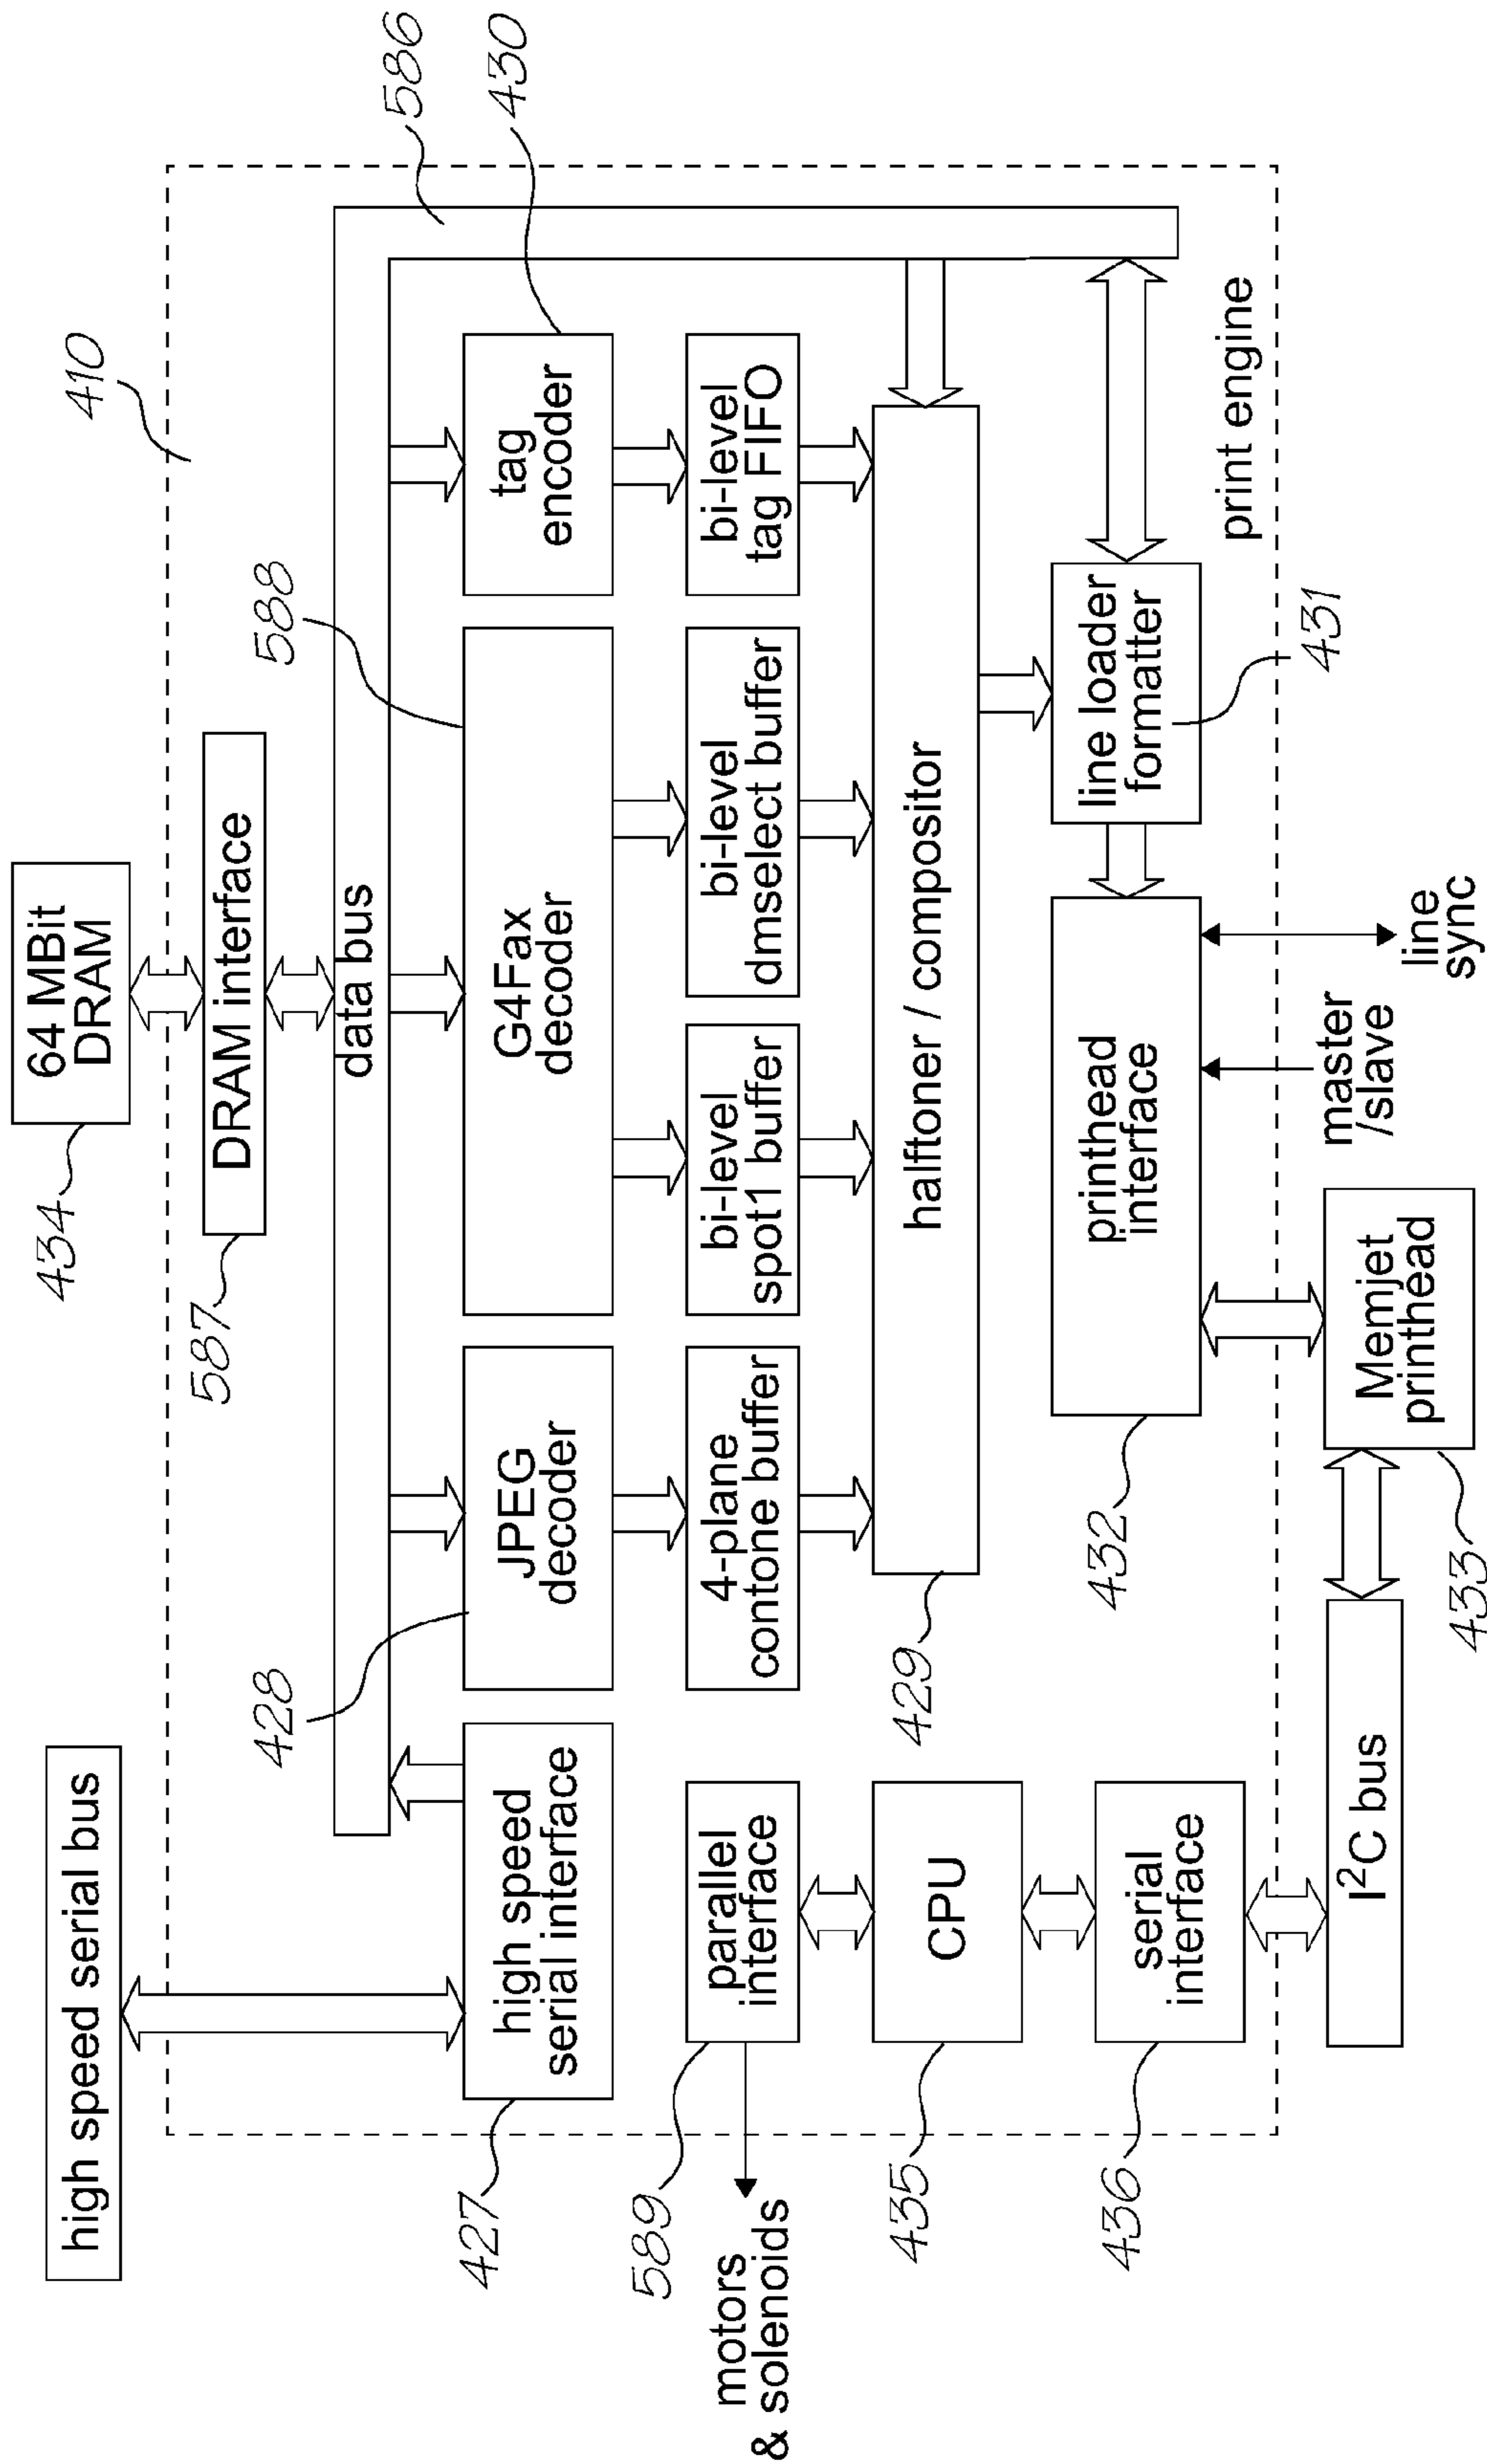 64 MBit
DRAM
434
410
high speed serial bus
DRAM interface
587
586
430
data bus
588
428
high speed
serial interface
427
JPEG
decoder
G4Fax
decoder
tag
encoder
4-plane
contone buffer
bi-level
spot1 buffer
bi-level
dmselect buffer
bi-level
tag FIFO
parallel
interface
589
motors
& solenoids
halftoner / compositor
429
CPU
435
printhead
interface
432
line loader
formatter
431
print engine
serial
interface
436
master
/slave
line
sync
I²C bus
Memjet
printhead
433